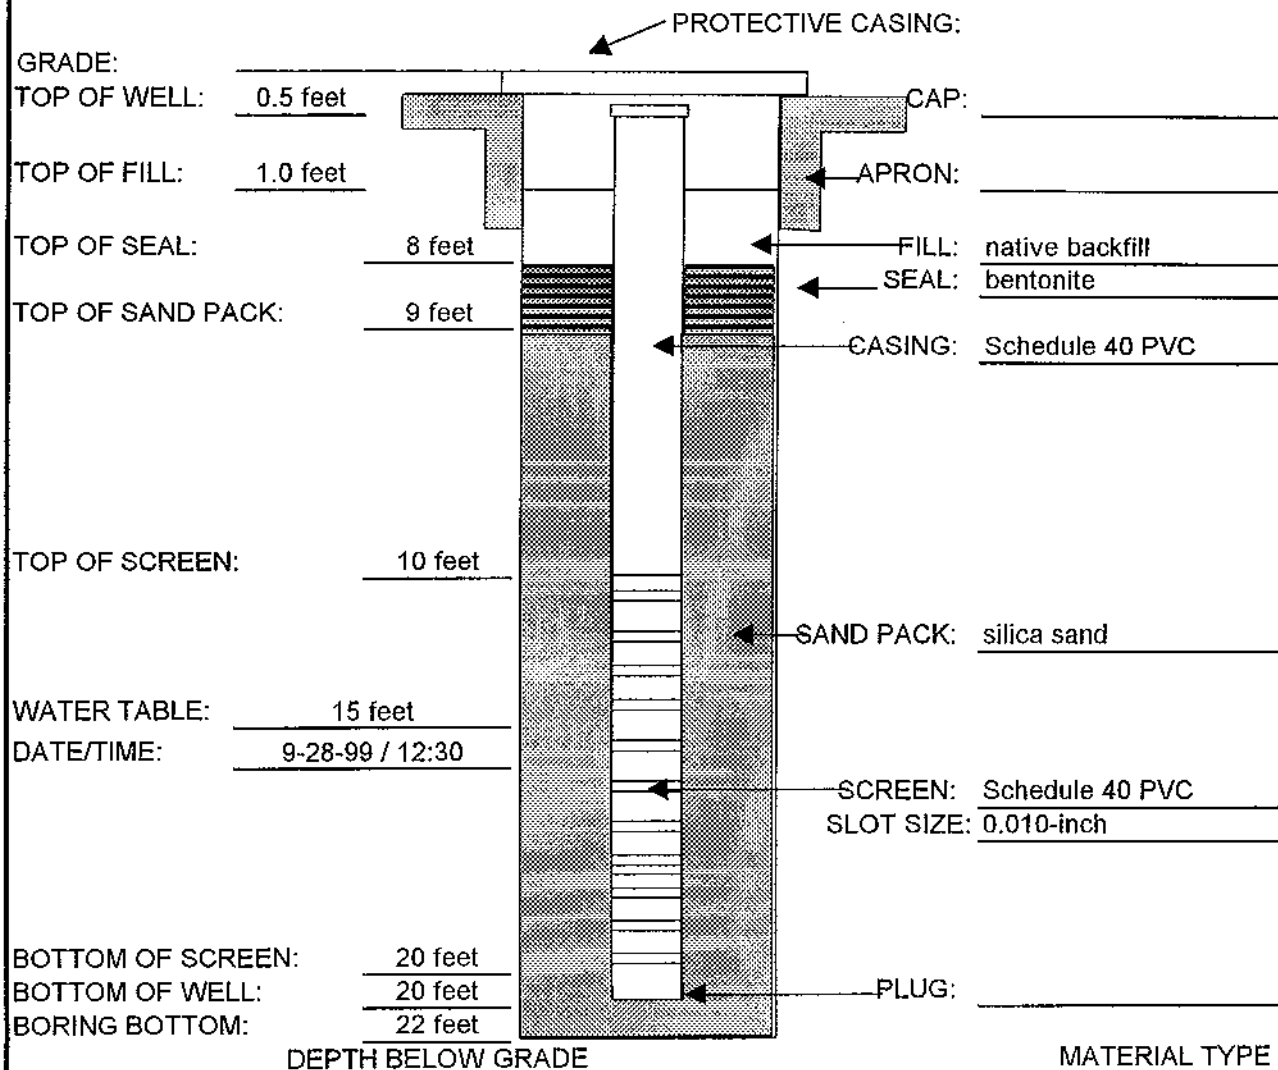 PROTECTIVE CASING:
GRADE:
TOP OF WELL: 0.5 feet CAP:
TOP OF FILL: 1.0 feet APRON:
TOP OF SEAL: 8 feet FILL: native backfill
SEAL: bentonite
TOP OF SAND PACK: 9 feet
CASING: Schedule 40 PVC
TOP OF SCREEN: 10 feet
SAND PACK: silica sand
WATER TABLE: 15 feet
DATE/TIME: 9-28-99 / 12:30
SCREEN: Schedule 40 PVC
SLOT SIZE: 0.010-inch
BOTTOM OF SCREEN: 20 feet
BOTTOM OF WELL: 20 feet PLUG:
BORING BOTTOM: 22 feet
DEPTH BELOW GRADE MATERIAL TYPE